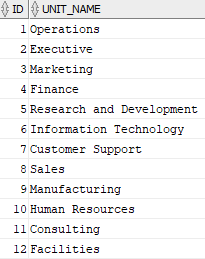 ID UNIT_NAME
1 Operations
2 Executive
3 Marketing
4 Finance
5 Research and Development
6 Information Technology
7 Customer Support
8 Sales
9 Manufacturing
10 Human Resources
11 Consulting
12 Facilities